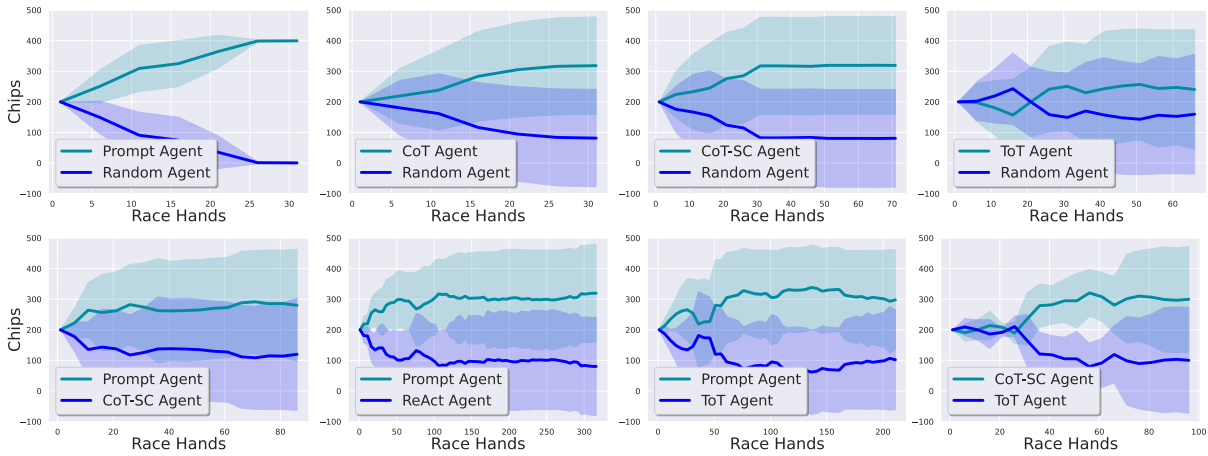 Chips
500
400
300
200
100
0
−100
Prompt Agent
Random Agent
0 5 10 15 20 25 30
Race Hands
500
400
300
200
100
0
−100
CoT Agent
Random Agent
0 5 10 15 20 25 30
Race Hands
500
400
300
200
100
0
−100
CoT-SC Agent
Random Agent
0 10 20 30 40 50 60 70
Race Hands
500
400
300
200
100
0
−100
ToT Agent
Random Agent
0 10 20 30 40 50 60
Race Hands
Chips
500
400
300
200
100
0
−100
Prompt Agent
CoT-SC Agent
0 20 40 60 80
Race Hands
500
400
300
200
100
0
−100
Prompt Agent
ReAct Agent
0 50 100 150 200 250 300
Race Hands
500
400
300
200
100
0
−100
Prompt Agent
ToT Agent
0 50 100 150 200
Race Hands
500
400
300
200
100
0
−100
CoT-SC Agent
ToT Agent
0 20 40 60 80 100
Race Hands